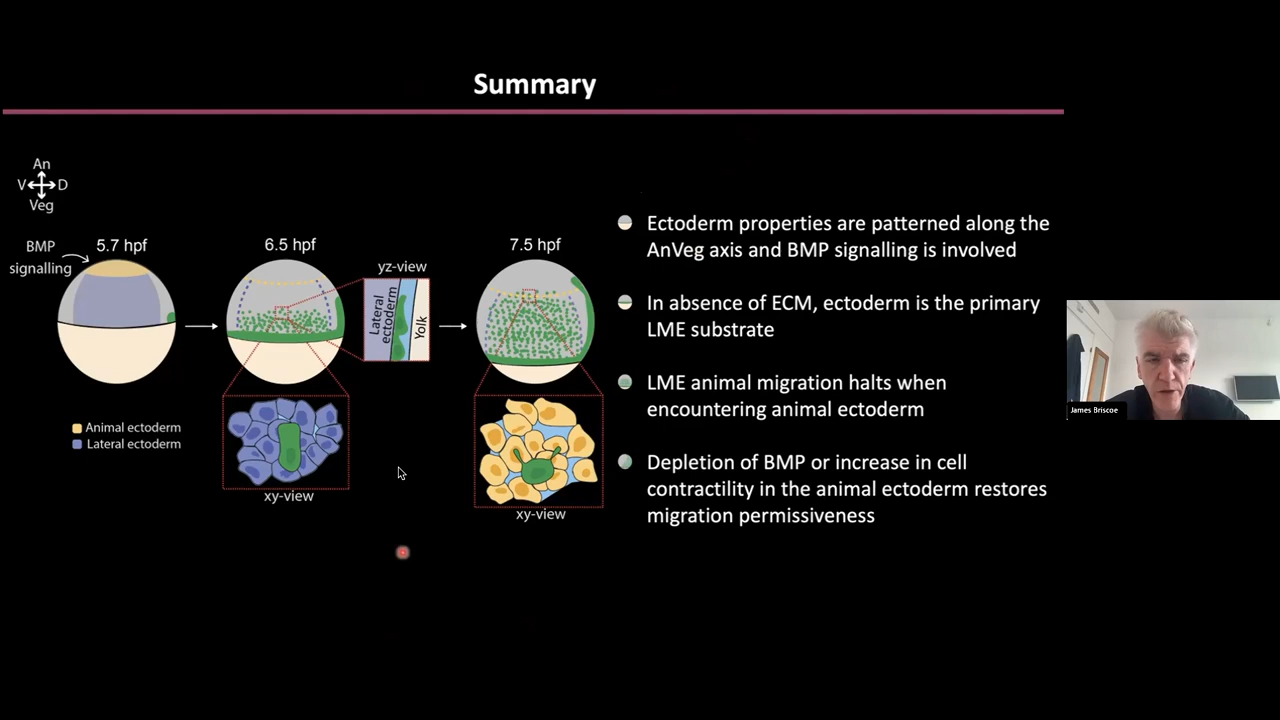 Summary
An
V D
Veg
BMP
signalling
5.7 hpf
6.5 hpf
yz-view
Lateral
ectoderm
Yolk
7.5 hpf
Animal ectoderm
Lateral ectoderm
xy-view
xy-view
Ectoderm properties are patterned along the
AnVeg axis and BMP signalling is involved
In absence of ECM, ectoderm is the primary
LME substrate
LME animal migration halts when
encountering animal ectoderm
Depletion of BMP or increase in cell
contractility in the animal ectoderm restores
migration permissiveness
James Briscoe